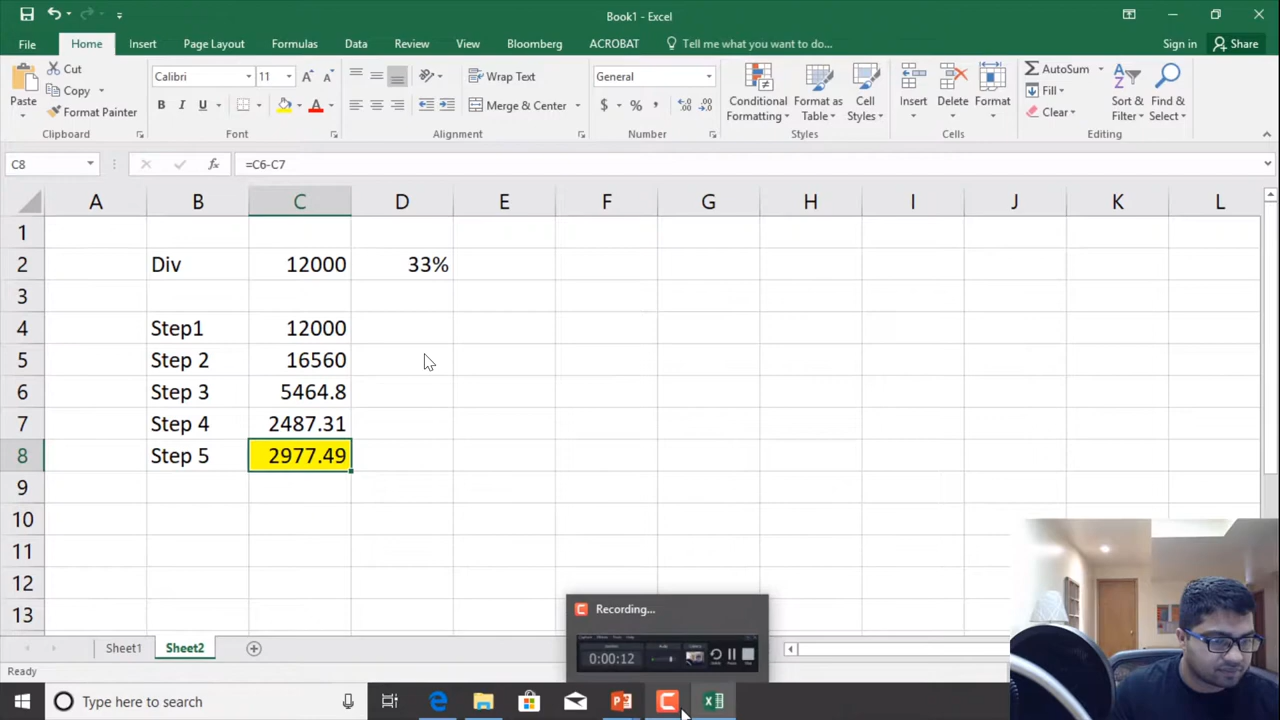 Book1 - Excel
File Home Insert Page Layout Formulas Data Review View Bloomberg ACROBAT Tell me what you want to do... Sign in Share
Cut
Copy
Format Painter
Paste
Clipboard
Calibri 11
B I U
Font
Wrap Text
Merge & Center
Alignment
General
$ % ,
Number
Conditional Formatting
Format as Table
Cell Styles
Styles
Insert Delete Format
Cells
AutoSum
Fill
Clear
Sort & Filter
Find & Select
Editing
C8 fx =C6-C7
A B C D E F G H I J K L
1
2 Div 12000 33%
3
4 Step1 12000
5 Step 2 16560
6 Step 3 5464.8
7 Step 4 2487.31
8 Step 5 2977.49
9
10
11
12
13
Recording...
0:00:12
Sheet1 Sheet2
Ready
Type here to search